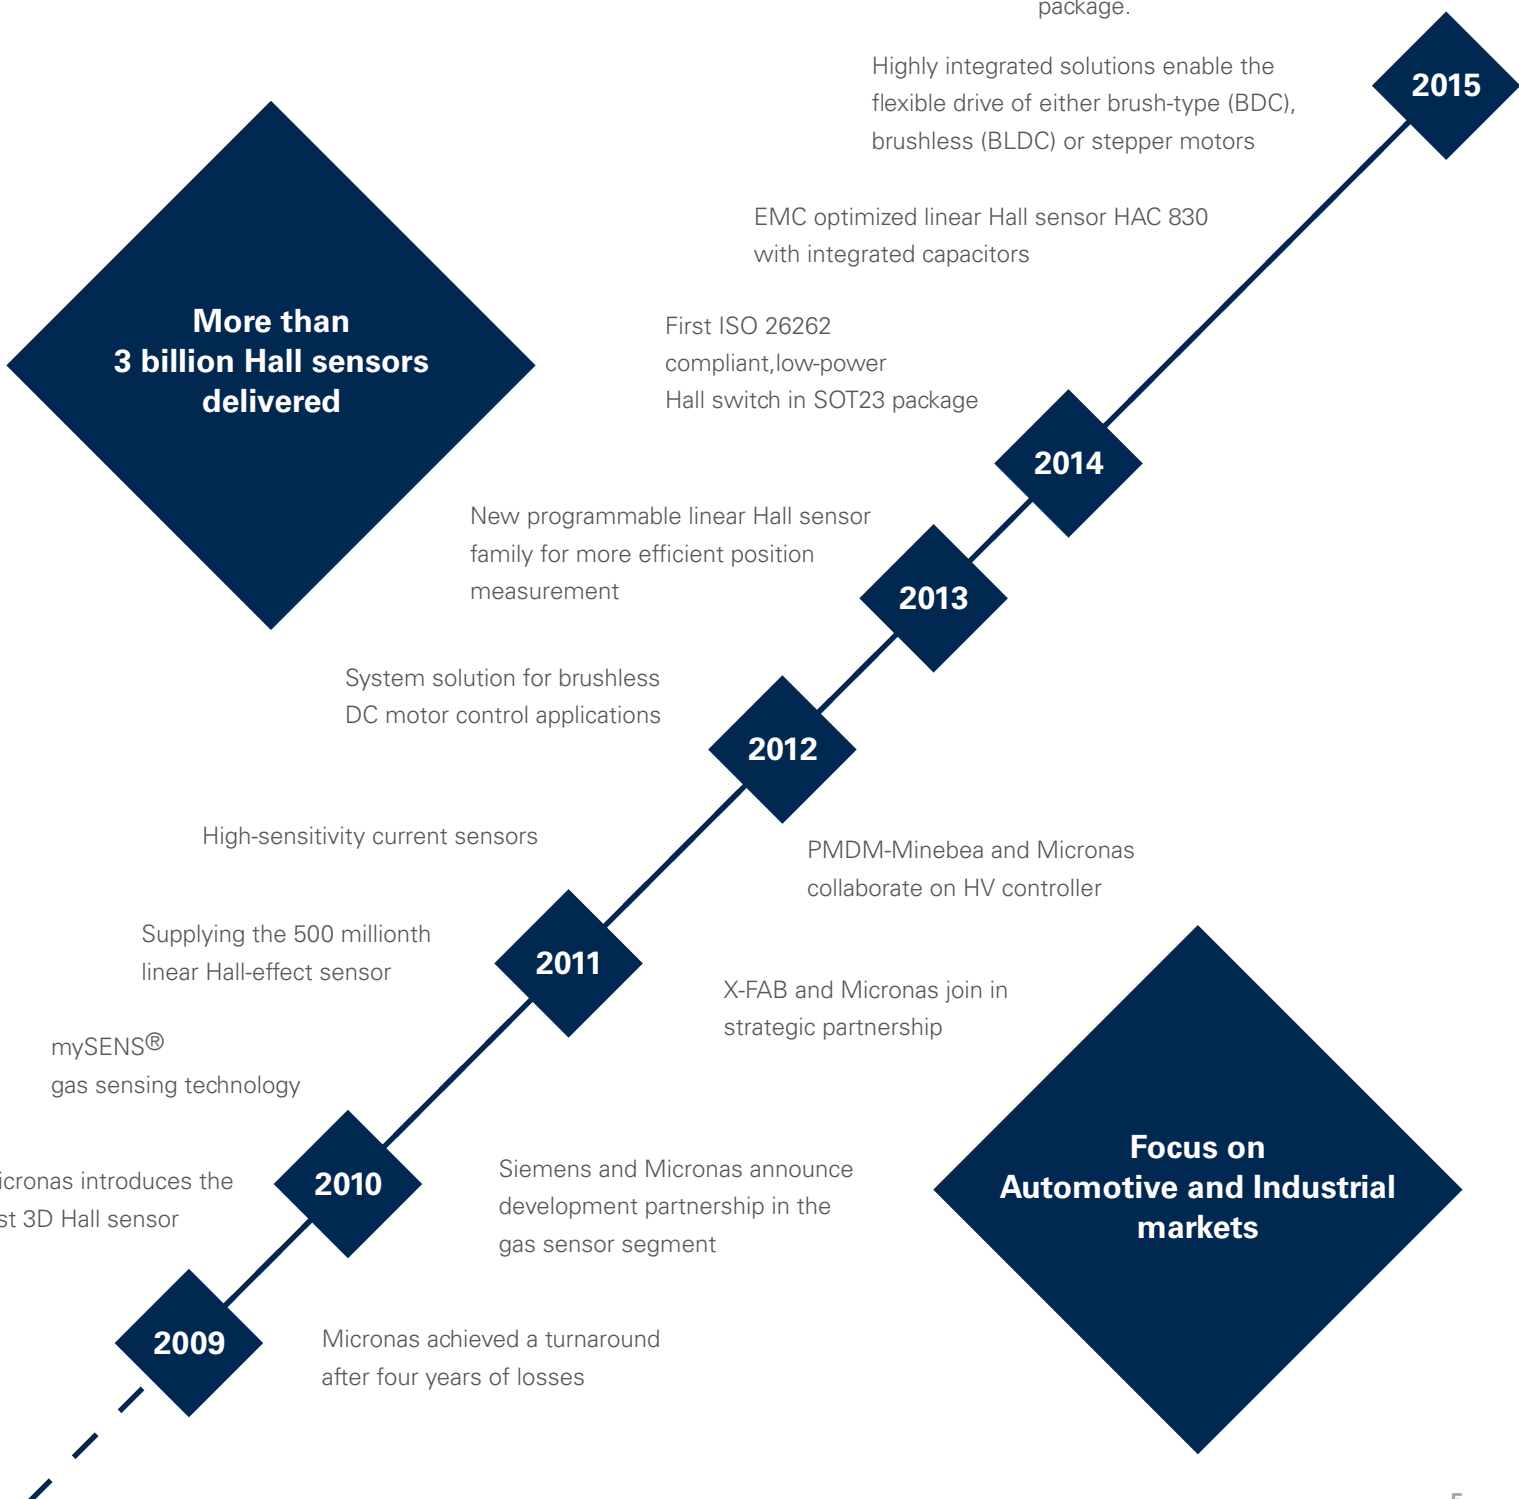 package.
Highly integrated solutions enable the
flexible drive of either brush-type (BDC),
brushless (BLDC) or stepper motors
2015
EMC optimized linear Hall sensor HAC 830
with integrated capacitors
More than
3 billion Hall sensors
delivered
First ISO 26262
compliant,low-power
Hall switch in SOT23 package
2014
New programmable linear Hall sensor
family for more efficient position
measurement
2013
System solution for brushless
DC motor control applications
2012
High-sensitivity current sensors
PMDM-Minebea and Micronas
collaborate on HV controller
Supplying the 500 millionth
linear Hall-effect sensor
2011
X-FAB and Micronas join in
strategic partnership
mySENS®
gas sensing technology
2010
Siemens and Micronas announce
development partnership in the
gas sensor segment
Focus on
Automotive and Industrial
markets
icronas introduces the
st 3D Hall sensor
2009
Micronas achieved a turnaround
after four years of losses